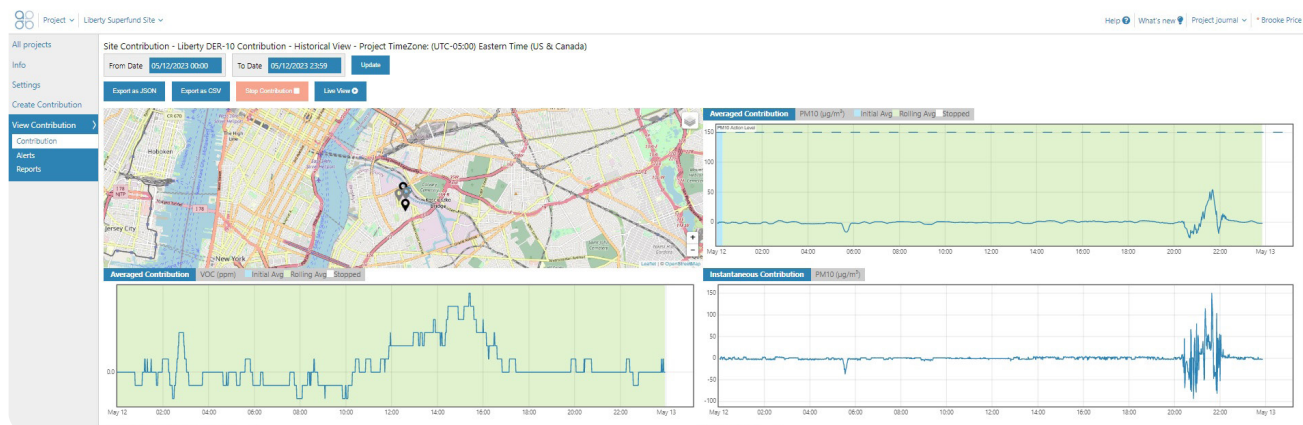 Project
Liberty Superfund Site
Help
What's new
Project Journal
* Brooke Price
All projects
Info
Settings
Create Contribution
View Contribution
Contribution
Alerts
Reports
Site Contribution - Liberty DER-10 Contribution - Historical View - Project TimeZone: (UTC-05:00) Eastern Time (US & Canada)
From Date 05/12/2023 00:00 To Date 05/12/2023 23:59 Update
Export as JSON Export as CSV Stop Contribution Live View
Hoboken
Jersey City
New York
I 78
+
−
Leaflet | © OpenStreetMap
Averaged Contribution PM10 (µg/m³) Initial Avg Rolling Avg Stopped
PM10 Action Level
150
100
50
0
May 12 02:00 04:00 06:00 08:00 10:00 12:00 14:00 16:00 18:00 20:00 22:00 May 13
Averaged Contribution VOC (ppm) Initial Avg Rolling Avg Stopped
0.0
May 12 02:00 04:00 06:00 08:00 10:00 12:00 14:00 16:00 18:00 20:00 22:00 May 13
Instantaneous Contribution PM10 (µg/m³)
150
100
50
0
-50
-100
May 12 02:00 04:00 06:00 08:00 10:00 12:00 14:00 16:00 18:00 20:00 22:00 May 13